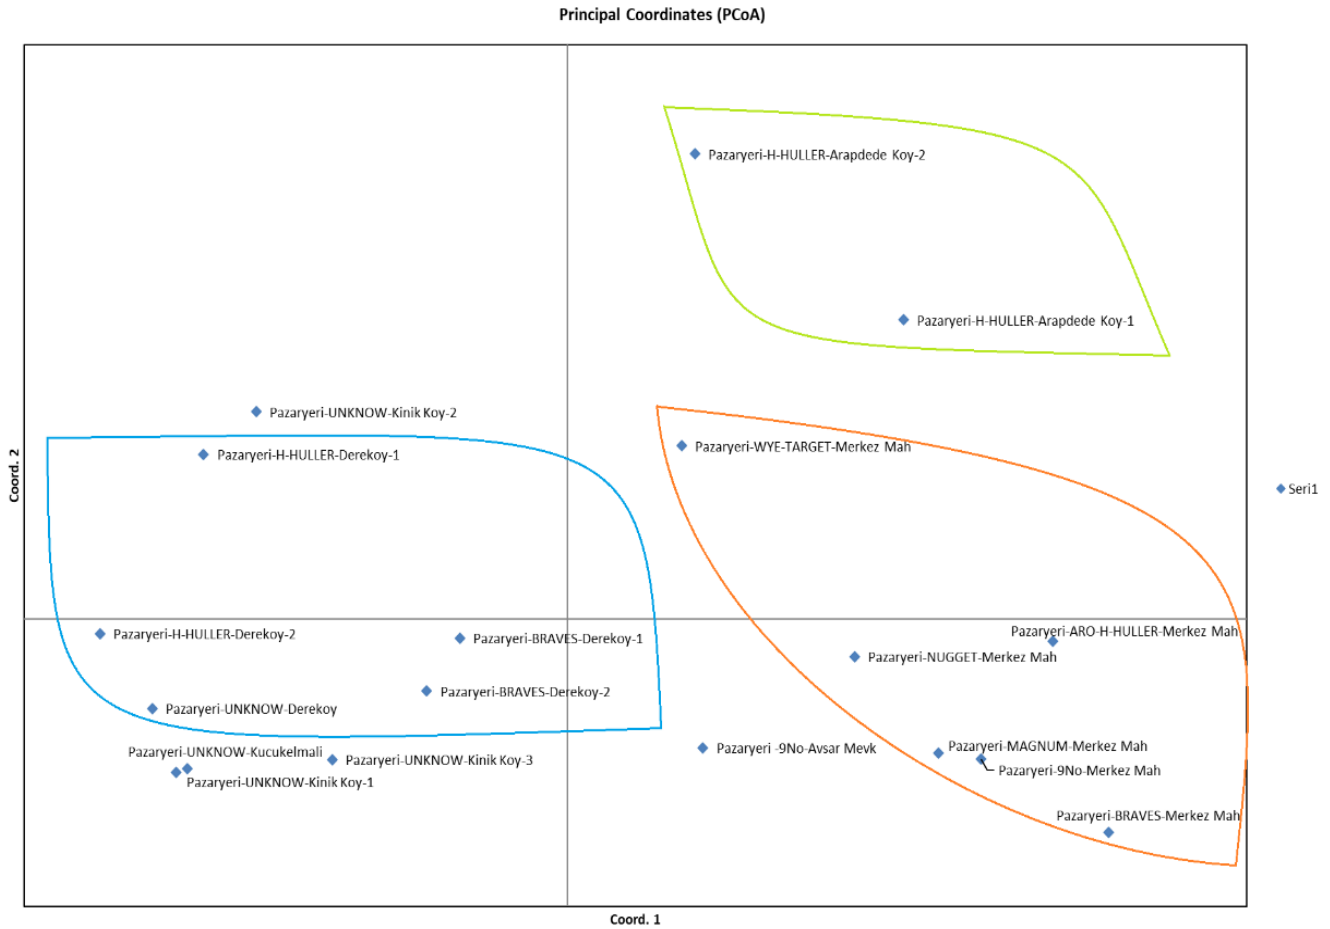 Principal Coordinates (PCoA)
Pazaryeri-H-HULLER-Arapdede Koy-2
Pazaryeri-H-HULLER-Arapdede Koy-1
Pazaryeri-UNKNOW-Kinik Koy-2
Pazaryeri-WYE-TARGET-Merkez Mah
Pazaryeri-H-HULLER-Derekoy-1
Coord. 2
Seri1
Pazaryeri-ARO-H-HULLER-Merkez Mah
Pazaryeri-H-HULLER-Derekoy-2
Pazaryeri-BRAVES-Derekoy-1
Pazaryeri-NUGGET-Merkez Mah
Pazaryeri-BRAVES-Derekoy-2
Pazaryeri-UNKNOW-Derekoy
Pazaryeri-UNKNOW-Kucukelmali
Pazaryeri -9No-Avsar Mevk
Pazaryeri-MAGNUM-Merkez Mah
Pazaryeri-UNKNOW-Kinik Koy-3
Pazaryeri-9No-Merkez Mah
Pazaryeri-UNKNOW-Kinik Koy-1
Pazaryeri-BRAVES-Merkez Mah
Coord. 1